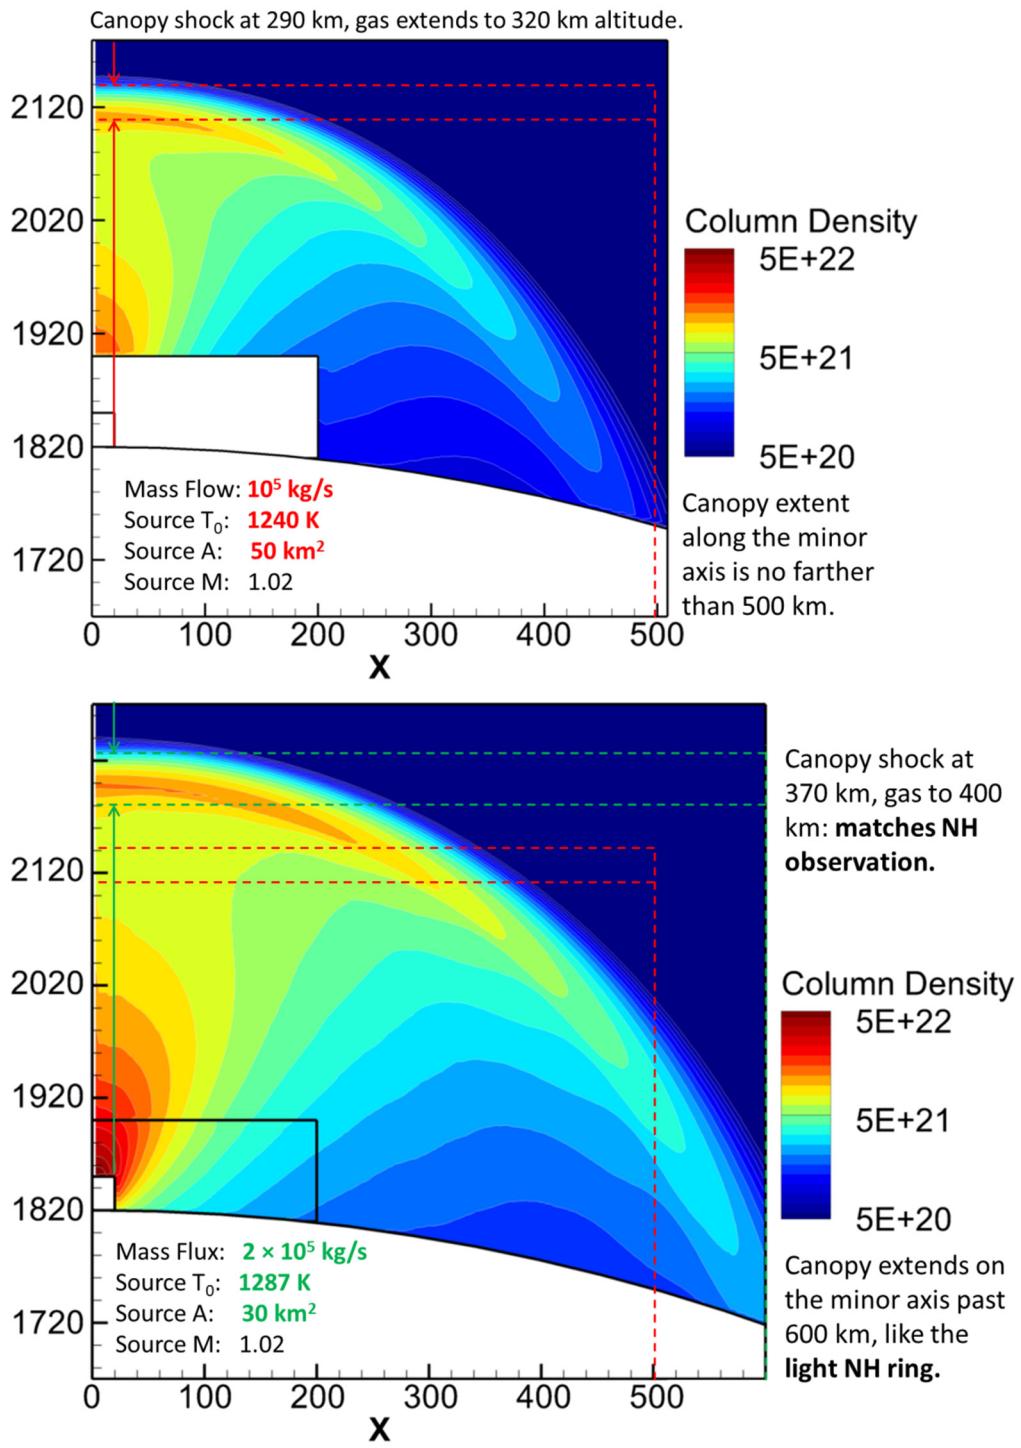 Canopy shock at 290 km, gas extends to 320 km altitude.
2120
2020
1920
1820
1720
Mass Flow: 10⁵ kg/s
Source T₀: 1240 K
Source A: 50 km²
Source M: 1.02
0 100 200 300 400 500
X
Column Density
5E+22
5E+21
5E+20
Canopy extent
along the minor
axis is no farther
than 500 km.
2120
2020
1920
1820
1720
Mass Flux: 2 × 10⁵ kg/s
Source T₀: 1287 K
Source A: 30 km²
Source M: 1.02
0 100 200 300 400 500
X
Canopy shock at
370 km, gas to 400
km: matches NH
observation.
Column Density
5E+22
5E+21
5E+20
Canopy extends on
the minor axis past
600 km, like the
light NH ring.